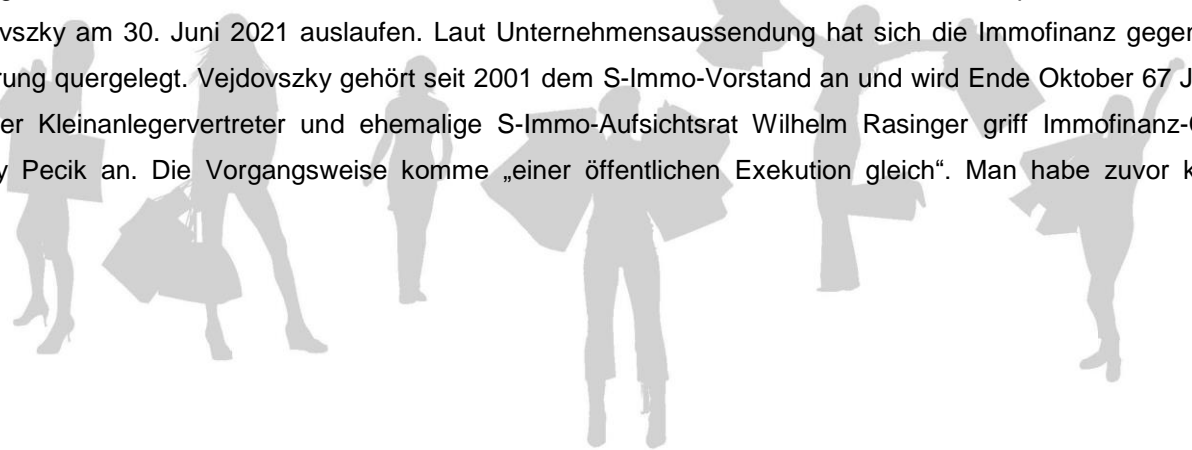 vszky am 30. Juni 2021 auslaufen. Laut Unternehmensaussendung hat sich die Immofinanz gegen
rung quergelegt. Vejdovszky gehört seit 2001 dem S-Immo-Vorstand an und wird Ende Oktober 67 J
er Kleinanlegervertreter und ehemalige S-Immo-Aufsichtsrat Wilhelm Rasinger griff Immofinanz-
y Pecik an. Die Vorgangsweise komme „einer öffentlichen Exekution gleich“. Man habe zuvor k